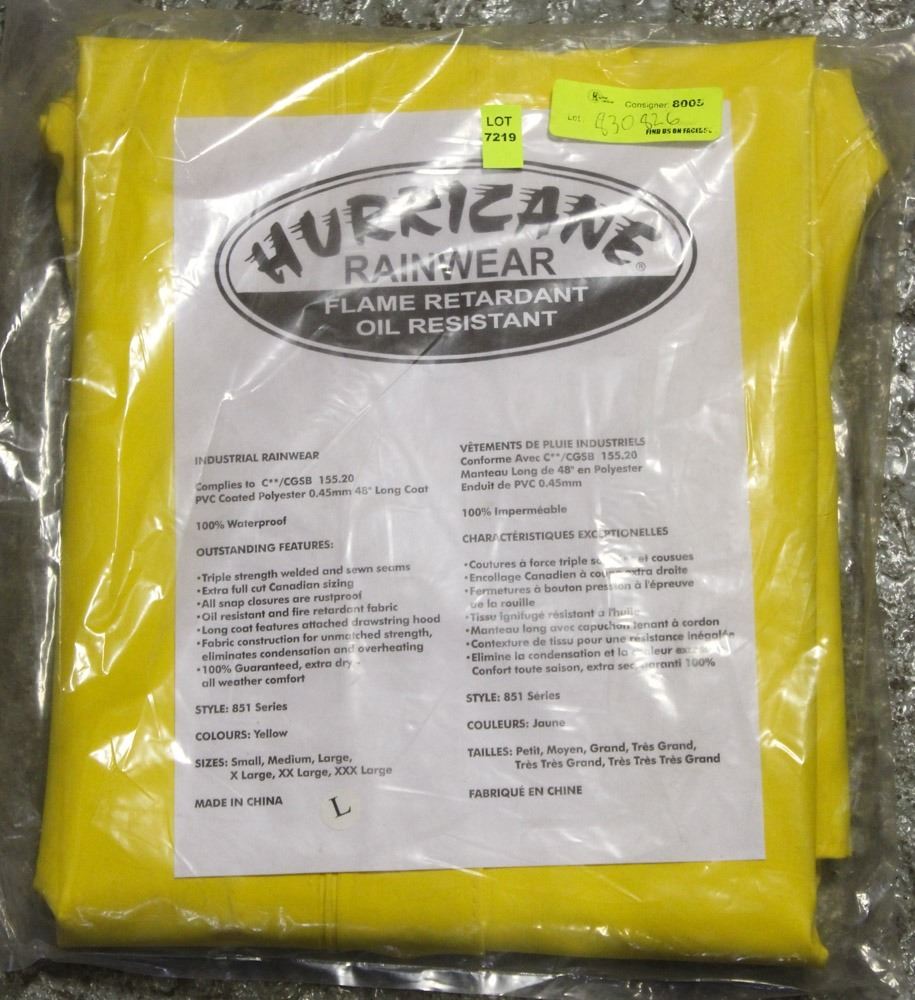 Consigner: 8005
LOT: 830826
FIND US ON
LOT
7219
HURRICANE
RAINWEAR ®
FLAME RETARDANT
OIL RESISTANT
INDUSTRIAL RAINWEAR
Complies to C**/CGSB 155.20
PVC Coated Polyester 0.45mm 48" Long Coat
100% Waterproof
OUTSTANDING FEATURES:
•Triple strength welded and sewn seams
•Extra full cut Canadian sizing
•All snap closures are rustproof
•Oil resistant and fire retardant fabric
•Long coat features attached drawstring hood
•Fabric construction for unmatched strength,
eliminates condensation and overheating
•100% Guaranteed, extra dry,
all weather comfort
STYLE: 851 Series
COLOURS: Yellow
SIZES: Small, Medium, Large,
X Large, XX Large, XXX Large
MADE IN CHINA
L
VÊTEMENTS DE PLUIE INDUSTRIELS
Conforme Avec C**/CGSB 155.20
Manteau Long de 48" en Polyester
Enduit de PVC 0.45mm
100% Imperméable
CHARACTÉRISTIQUES EXCEPTIONELLES
•Coutures à force triple et cousues
•Encollage Canadien à coupe extra droite
•Fermetures à bouton pression à l'épreuve
de la rouille
•Tissu ignifugé résistant a l'huile
•Manteau long avec capuchon tenant à cordon
•Contexture de tissu pour une résistance inégalée
•Elimine la condensation et la
Confort toute saison, extra sec, garanti 100%
STYLE: 851 Séries
COULEURS: Jaune
TAILLES: Petit, Moyen, Grand, Très Grand,
Très Très Grand, Très Très Très Grand
FABRIQUÉ EN CHINE